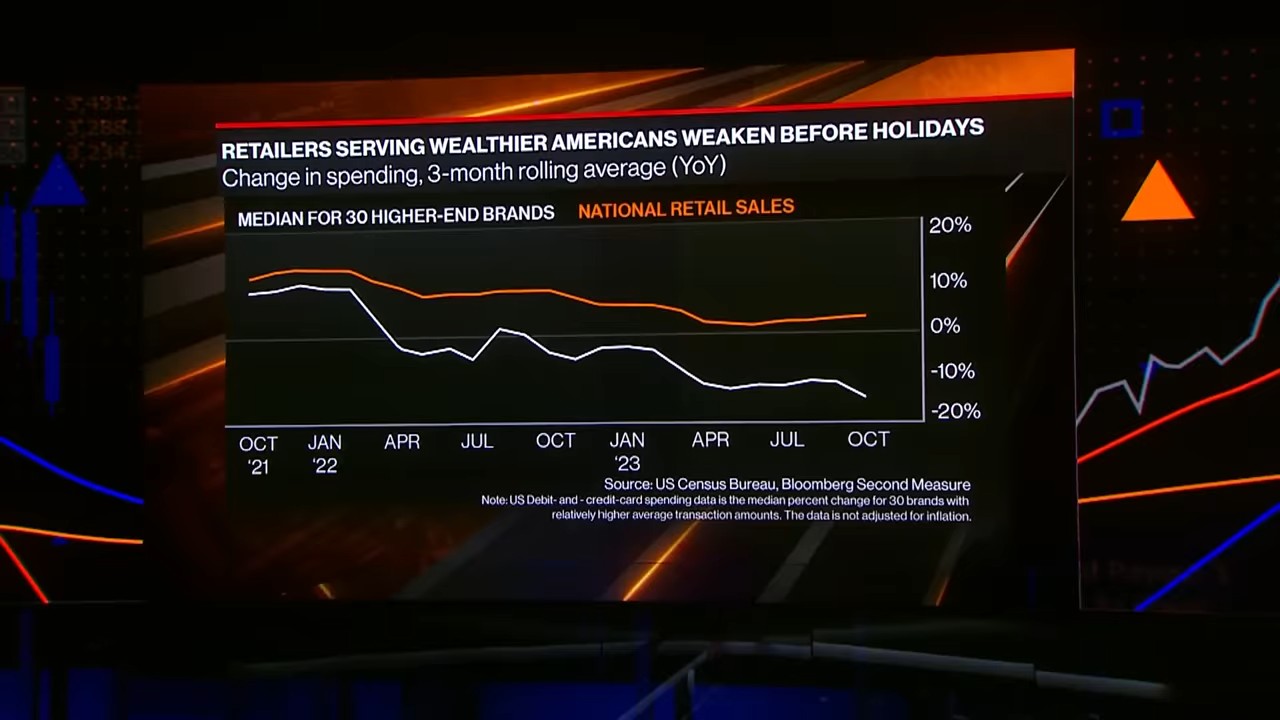 RETAILERS SERVING WEALTHIER AMERICANS WEAKEN BEFORE HOLIDAYS
Change in spending, 3-month rolling average (YoY)
MEDIAN FOR 30 HIGHER-END BRANDS NATIONAL RETAIL SALES
20%
10%
0%
-10%
-20%
OCT JAN APR JUL OCT JAN APR JUL OCT
'21 '22 '23
Source: US Census Bureau, Bloomberg Second Measure
Note: US Debit- and - credit-card spending data is the median percent change for 30 brands with
relatively higher average transaction amounts. The data is not adjusted for inflation.